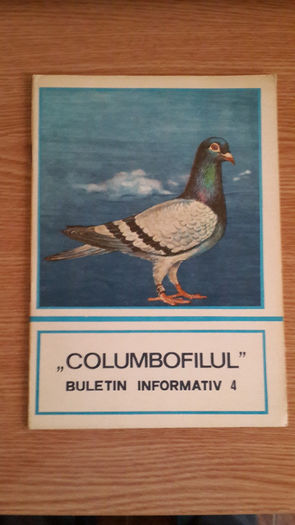 „COLUMBOFILUL”
BULETIN INFORMATIV 4